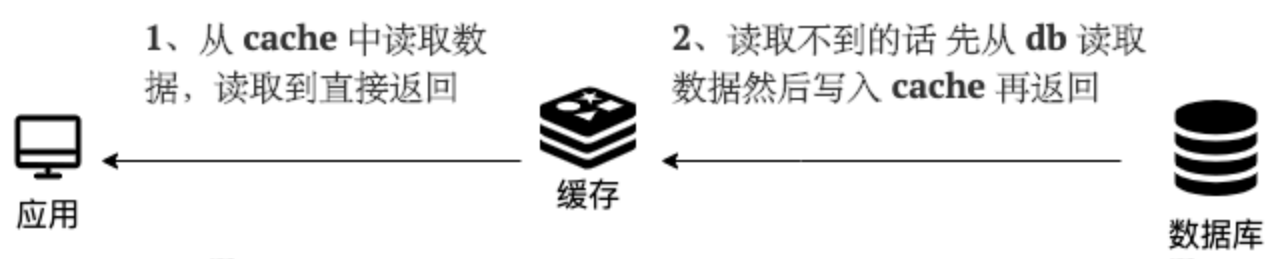 1、从 cache 中读取数
据，读取到直接返回
2、读取不到的话 先从 db 读取
数据然后写入 cache 再返回
应用
缓存
数据库